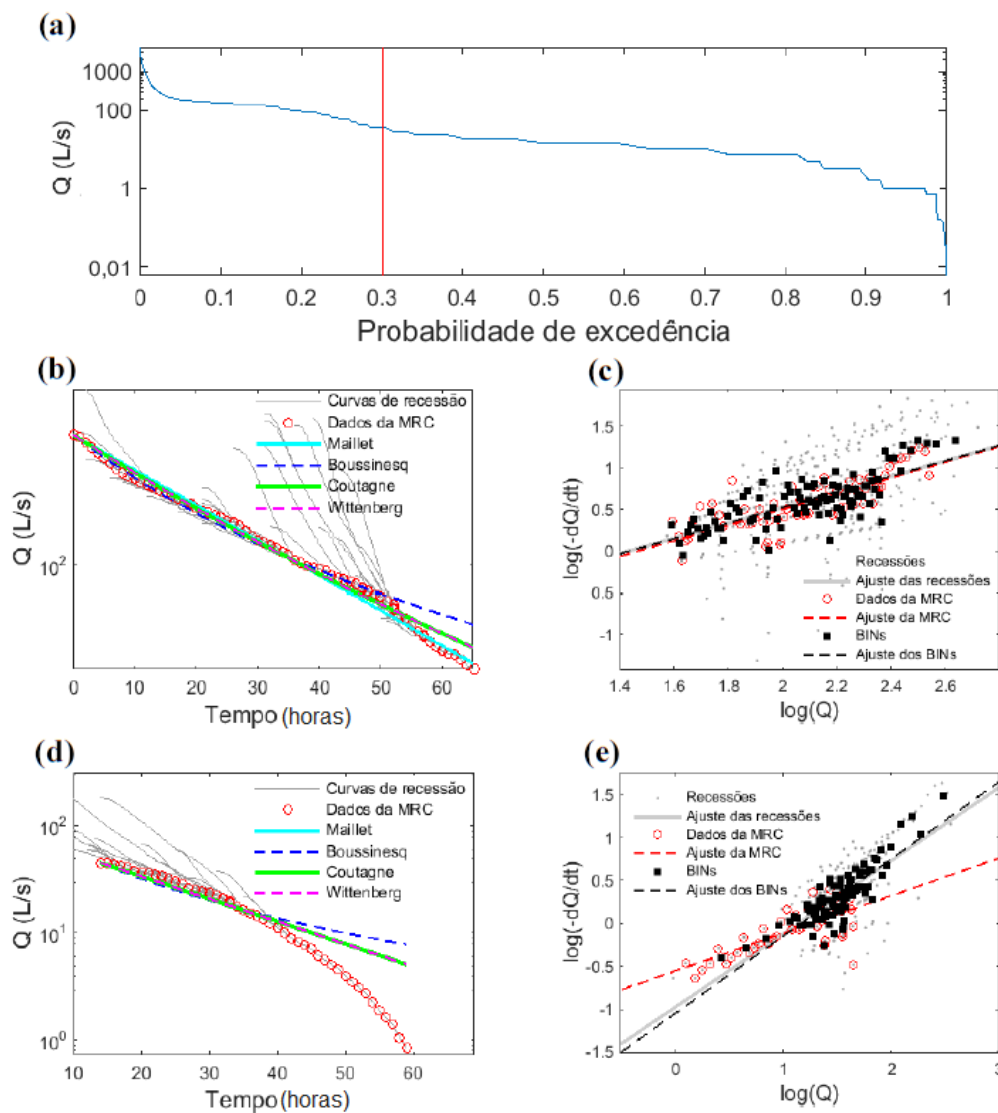 (a)
1000
100
1
0,01
Q (L/s)
0 0.1 0.2 0.3 0.4 0.5 0.6 0.7 0.8 0.9 1
Probabilidade de excedência
(b)
Curvas de recessão
Dados da MRC
Maillet
Boussinesq
Coutagne
Wittenberg
Q (L/s)
10²
0 10 20 30 40 50 60
Tempo (horas)
(c)
1.5
1
0.5
0
0.5
-1
log(-dQ/dt)
Recessões
Ajuste das recessões
Dados da MRC
Ajuste da MRC
BINs
Ajuste dos BINs
1.4 1.6 1.8 2 2.2 2.4 2.6
log(Q)
(d)
Curvas de recessão
Dados da MRC
Maillet
Boussinesq
Coutagne
Wittenberg
Q (L/s)
10²
10¹
10⁰
10 20 30 40 50 60
Tempo (horas)
(e)
1.5
1
0.5
0
-0.5
-1
-1.5
log(-dQ/dt)
Recessões
Ajuste das recessões
Dados da MRC
Ajuste da MRC
BINs
Ajuste dos BINs
0 1 2 3
log(Q)